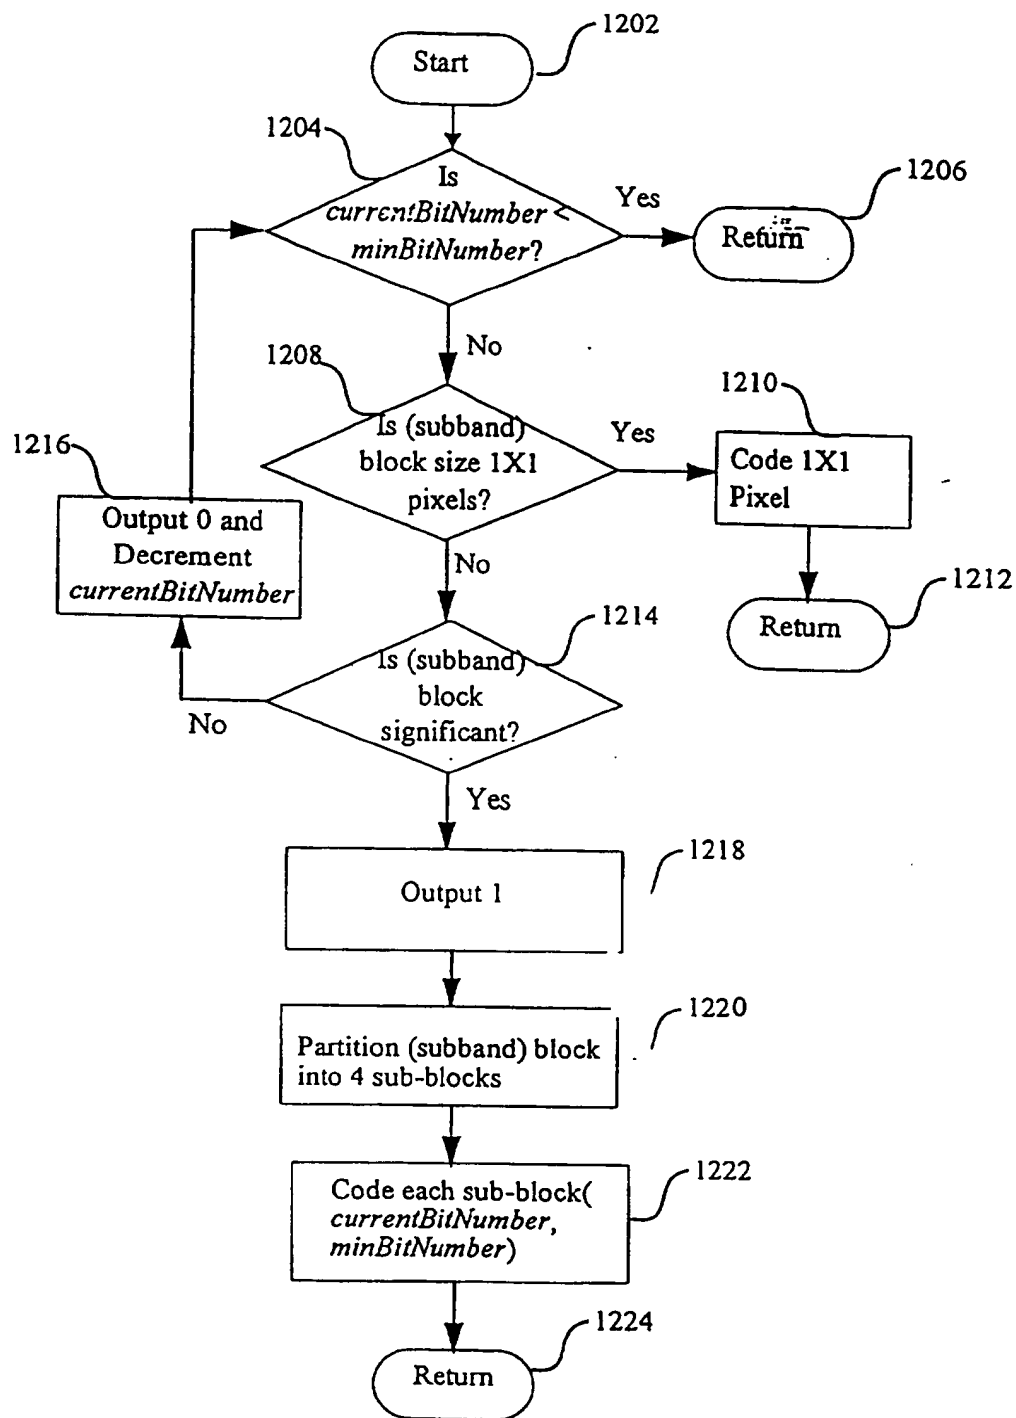 1202
Start
1204
Is
currentBitNumber <
minBitNumber?
Yes
1206
Return
No
1208
Is (subband)
block size 1X1
pixels?
Yes
1210
Code 1X1
Pixel
1216
Output 0 and
Decrement
currentBitNumber
No
1212
Return
1214
Is (subband)
block
significant?
No
Yes
1218
Output 1
1220
Partition (subband) block
into 4 sub-blocks
1222
Code each sub-block(
currentBitNumber,
minBitNumber)
1224
Return